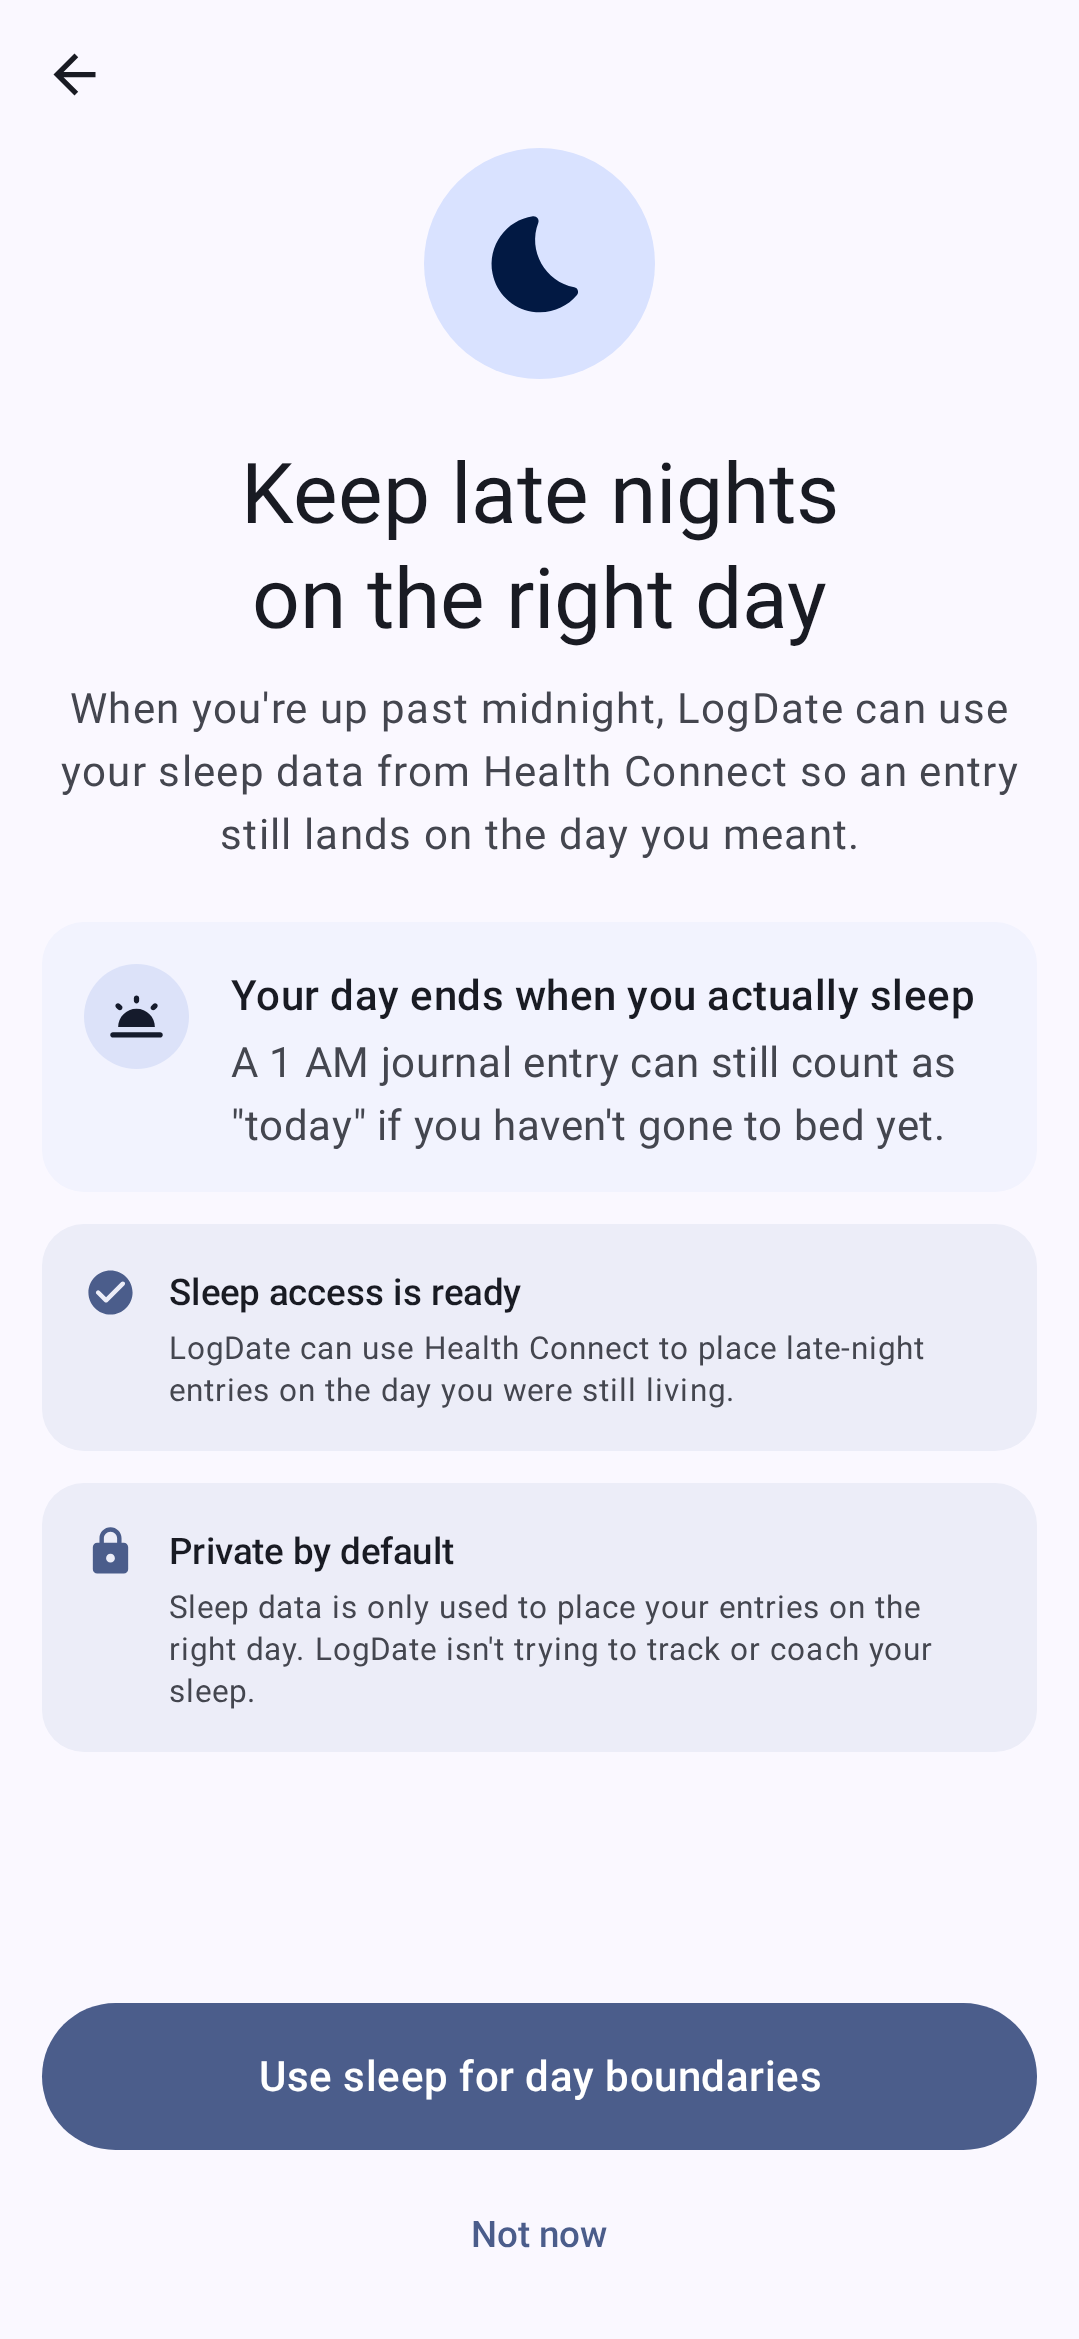 Keep late nights
on the right day
When you're up past midnight, LogDate can use
your sleep data from Health Connect so an entry
still lands on the day you meant.
Your day ends when you actually sleep
A 1 AM journal entry can still count as
"today" if you haven't gone to bed yet.
Sleep access is ready
LogDate can use Health Connect to place late-night
entries on the day you were still living.
Private by default
Sleep data is only used to place your entries on the
right day. LogDate isn't trying to track or coach your
sleep.
Use sleep for day boundaries
Not now